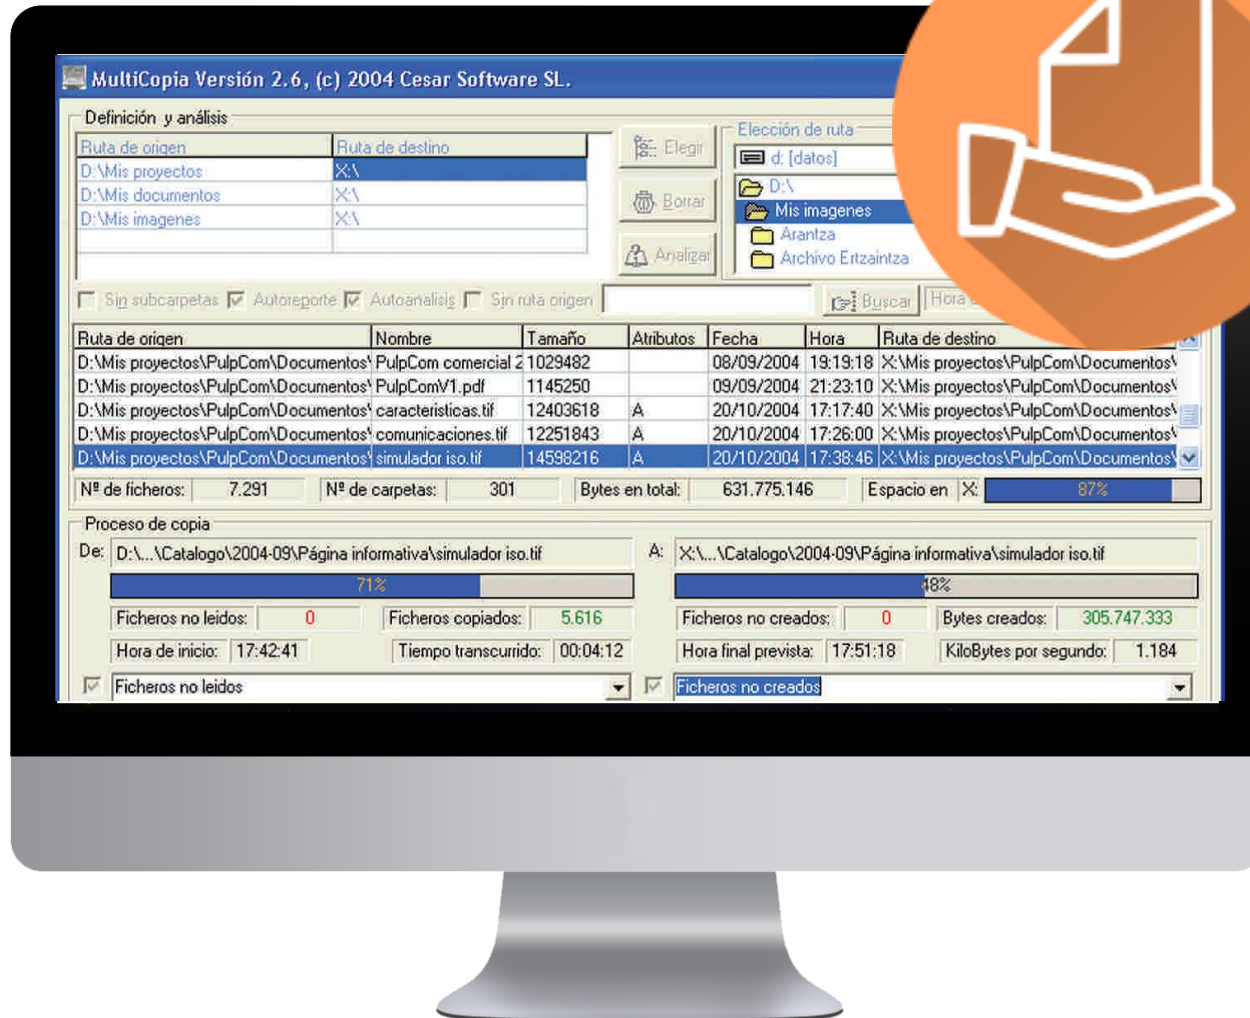 MultiCopia Versión 2.6, (c) 2004 Cesar Software SL.
Definición y análisis
Ruta de origen Ruta de destino
D:\Mis proyectos X:\
D:\Mis documentos X:\
D:\Mis imagenes X:\
Elegir
Borrar
Analizar
Elección de ruta
d: [datos]
D:\
Mis imagenes
Arantza
Archivo Ertzaintza
Sin subcarpetas Autoreporte Autoanalisis Sin ruta origen Buscar Hora
Ruta de origen Nombre Tamaño Atributos Fecha Hora Ruta de destino
D:\Mis proyectos\PulpCom\Documentos\ PulpCom comercial 2 1029482 08/09/2004 19:19:18 X:\Mis proyectos\PulpCom\Documentos\
D:\Mis proyectos\PulpCom\Documentos\ PulpComV1.pdf 1145250 09/09/2004 21:23:10 X:\Mis proyectos\PulpCom\Documentos\
D:\Mis proyectos\PulpCom\Documentos\ caracteristicas.tif 12403618 A 20/10/2004 17:17:40 X:\Mis proyectos\PulpCom\Documentos\
D:\Mis proyectos\PulpCom\Documentos\ comunicaciones.tif 12251843 A 20/10/2004 17:26:00 X:\Mis proyectos\PulpCom\Documentos\
D:\Mis proyectos\PulpCom\Documentos\ simulador iso.tif 14598216 A 20/10/2004 17:38:46 X:\Mis proyectos\PulpCom\Documentos\
Nº de ficheros: 7.291 Nº de carpetas: 301 Bytes en total: 631.775.146 Espacio en X: 87%
Proceso de copia
De: D:\...\Catalogo\2004-09\Página informativa\simulador iso.tif A: X:\...\Catalogo\2004-09\Página informativa\simulador iso.tif
71% 48%
Ficheros no leidos: 0 Ficheros copiados: 5.616 Ficheros no creados: 0 Bytes creados: 305.747.333
Hora de inicio: 17:42:41 Tiempo transcurrido: 00:04:12 Hora final prevista: 17:51:18 KiloBytes por segundo: 1.184
Ficheros no leidos Ficheros no creados